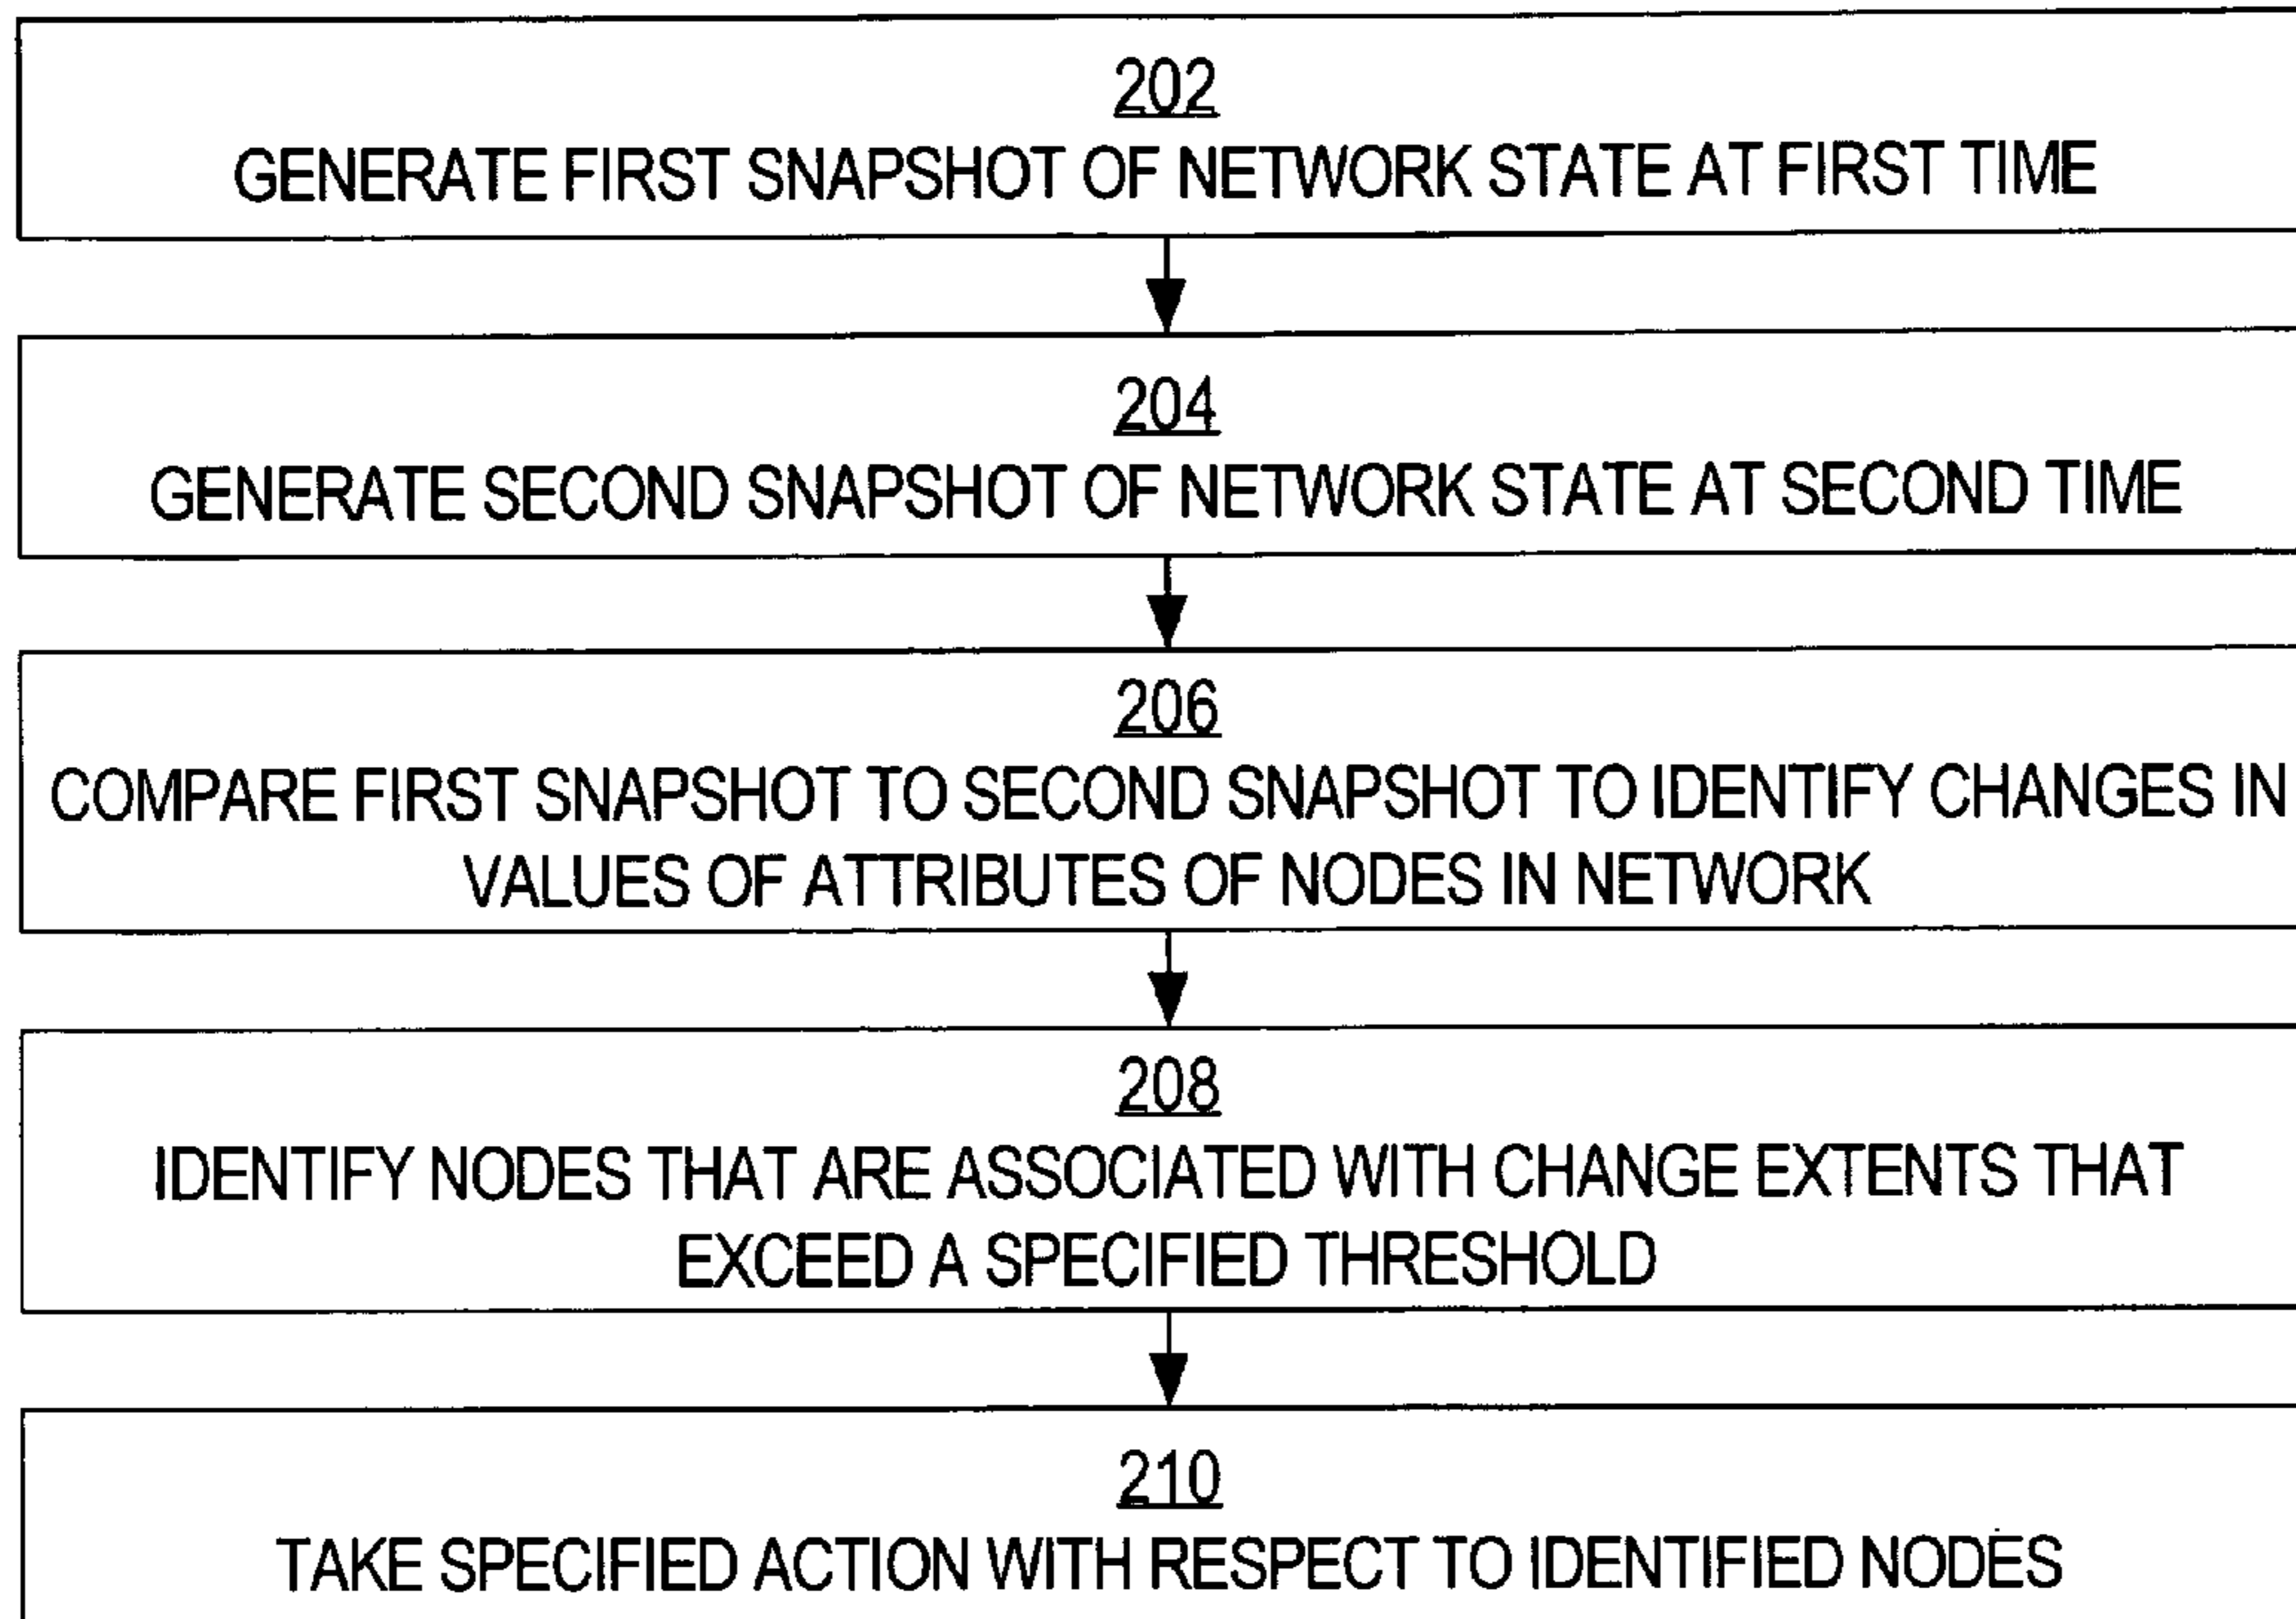 202
GENERATE FIRST SNAPSHOT OF NETWORK STATE AT FIRST TIME
204
GENERATE SECOND SNAPSHOT OF NETWORK STATE AT SECOND TIME
206
COMPARE FIRST SNAPSHOT TO SECOND SNAPSHOT TO IDENTIFY CHANGES IN
VALUES OF ATTRIBUTES OF NODES IN NETWORK
208
IDENTIFY NODES THAT ARE ASSOCIATED WITH CHANGE EXTENTS THAT
EXCEED A SPECIFIED THRESHOLD
210
TAKE SPECIFIED ACTION WITH RESPECT TO IDENTIFIED NODES